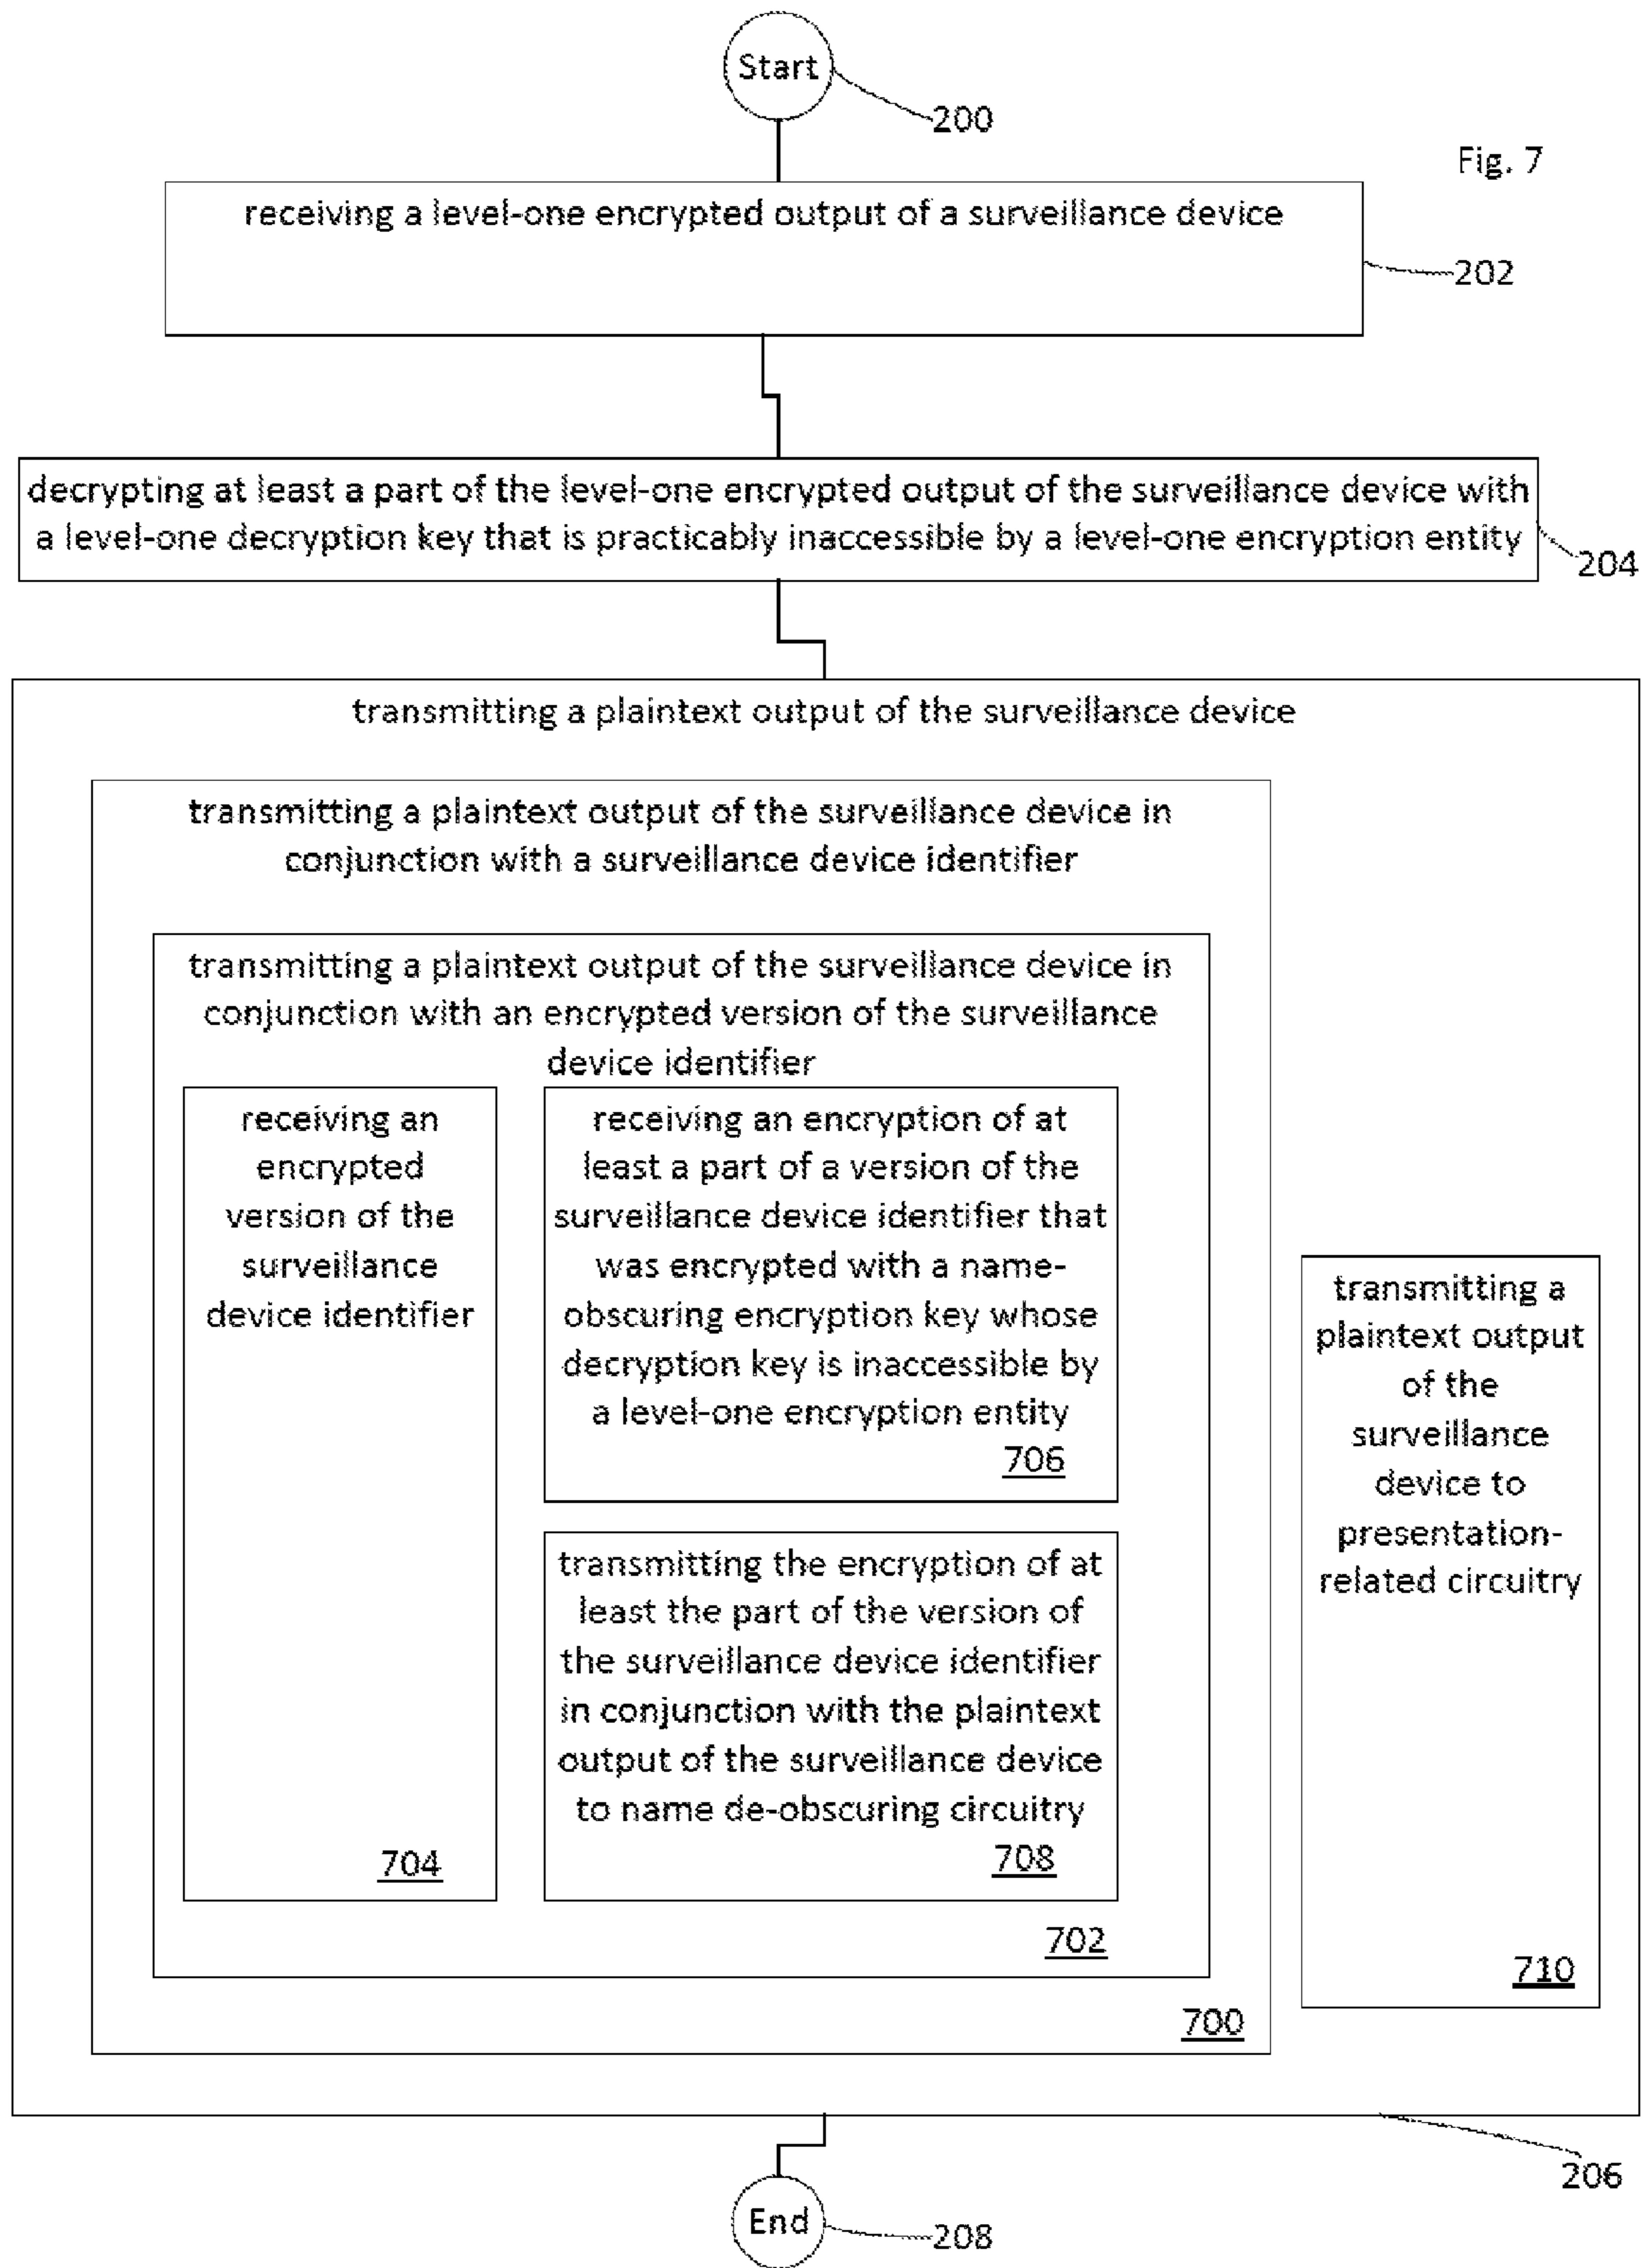 Start
200
Fig. 7
receiving a level-one encrypted output of a surveillance device
202
decrypting at least a part of the level-one encrypted output of the surveillance device with
a level-one decryption key that is practicably inaccessible by a level-one encryption entity
204
transmitting a plaintext output of the surveillance device
transmitting a plaintext output of the surveillance device in
conjunction with a surveillance device identifier
transmitting a plaintext output of the surveillance device in
conjunction with an encrypted version of the surveillance
device identifier
receiving an
encrypted
version of the
surveillance
device identifier
704
receiving an encryption of at
least a part of a version of the
surveillance device identifier that
was encrypted with a name-
obscuring encryption key whose
decryption key is inaccessible by
a level-one encryption entity
706
transmitting the encryption of at
least the part of the version of
the surveillance device identifier
in conjunction with the plaintext
output of the surveillance device
to name de-obscuring circuitry
708
702
700
transmitting a
plaintext output
of the
surveillance
device to
presentation-
related circuitry
710
206
End
208